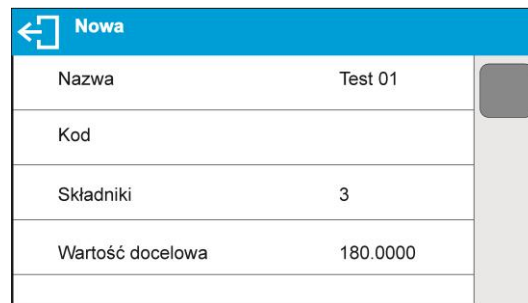 Nowa
Nazwa Test 01
Kod
Składniki 3
Wartość docelowa 180.0000